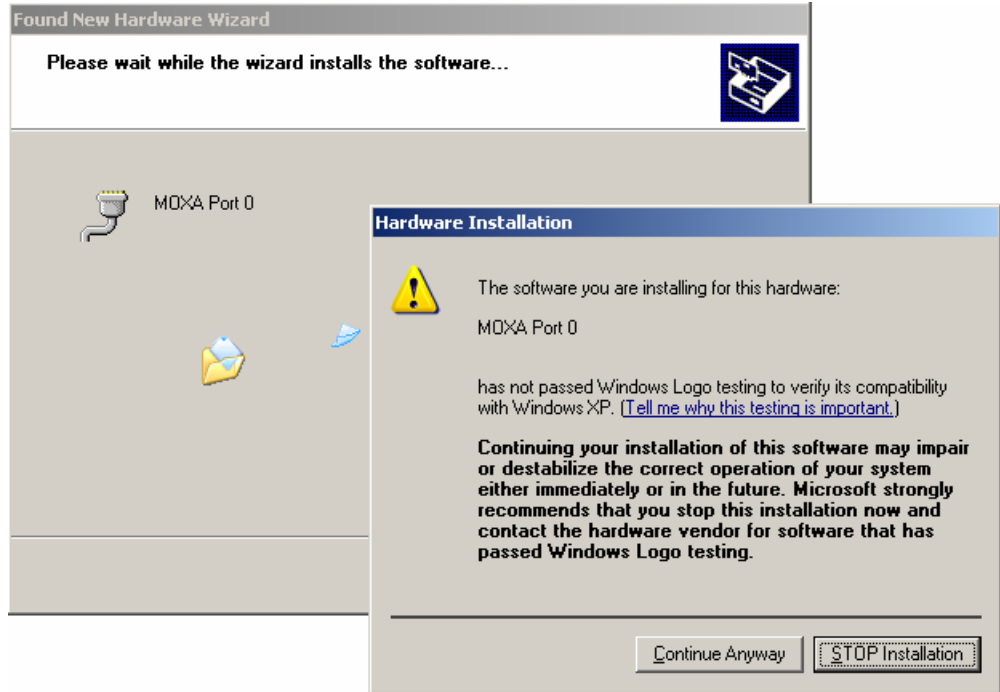 Found New Hardware Wizard
Please wait while the wizard installs the software...
MOXA Port 0
Hardware Installation
The software you are installing for this hardware:
MOXA Port 0
has not passed Windows Logo testing to verify its compatibility
with Windows XP. (Tell me why this testing is important.)
Continuing your installation of this software may impair
or destabilize the correct operation of your system
either immediately or in the future. Microsoft strongly
recommends that you stop this installation now and
contact the hardware vendor for software that has
passed Windows Logo testing.
Continue Anyway
STOP Installation